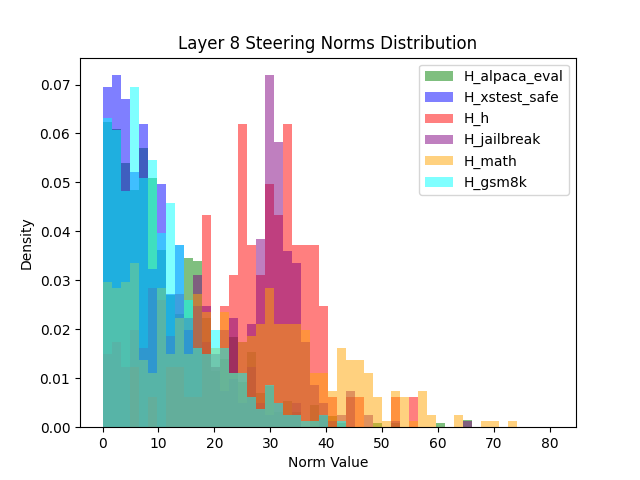 Layer 8 Steering Norms Distribution
H_alpaca_eval
H_xstest_safe
H_h
H_jailbreak
H_math
H_gsm8k
Density
0.07
0.06
0.05
0.04
0.03
0.02
0.01
0.00
0 10 20 30 40 50 60 70 80
Norm Value